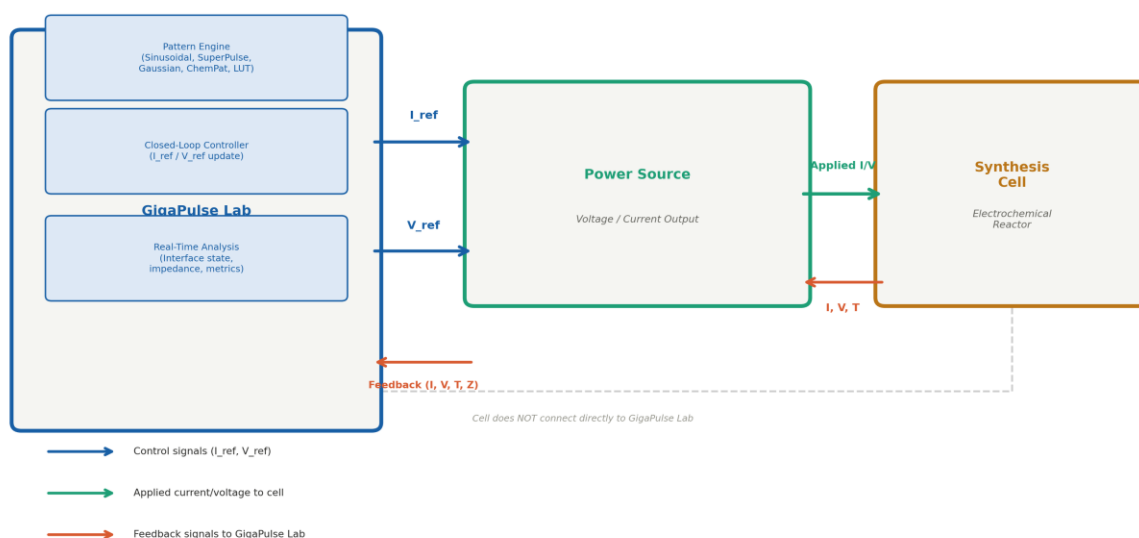 Pattern Engine
(Sinusoidal, SuperPulse,
Gaussian, ChemPat, LUT)
Closed-Loop Controller
(I_ref / V_ref update)
GigaPulse Lab
Real-Time Analysis
(Interface state,
impedance, metrics)
I_ref
V_ref
Power Source
Voltage / Current Output
Applied I/V
Synthesis
Cell
Electrochemical
Reactor
I, V, T
Feedback (I, V, T, Z)
Cell does NOT connect directly to GigaPulse Lab
Control signals (I_ref, V_ref)
Applied current/voltage to cell
Feedback signals to GigaPulse Lab